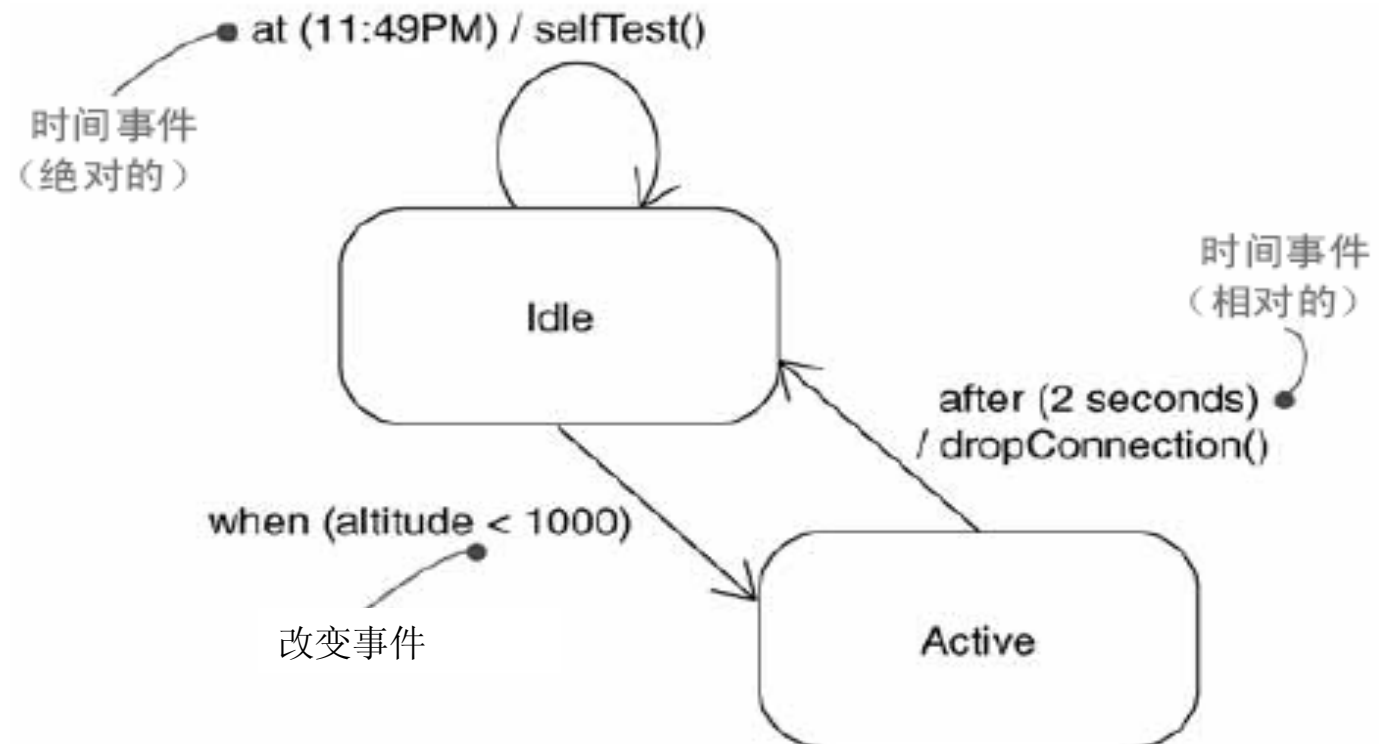 at (11:49PM) / selfTest()
时间事件
（绝对的）
Idle
时间事件
（相对的）
after (2 seconds)
/ dropConnection()
when (altitude < 1000)
改变事件
Active